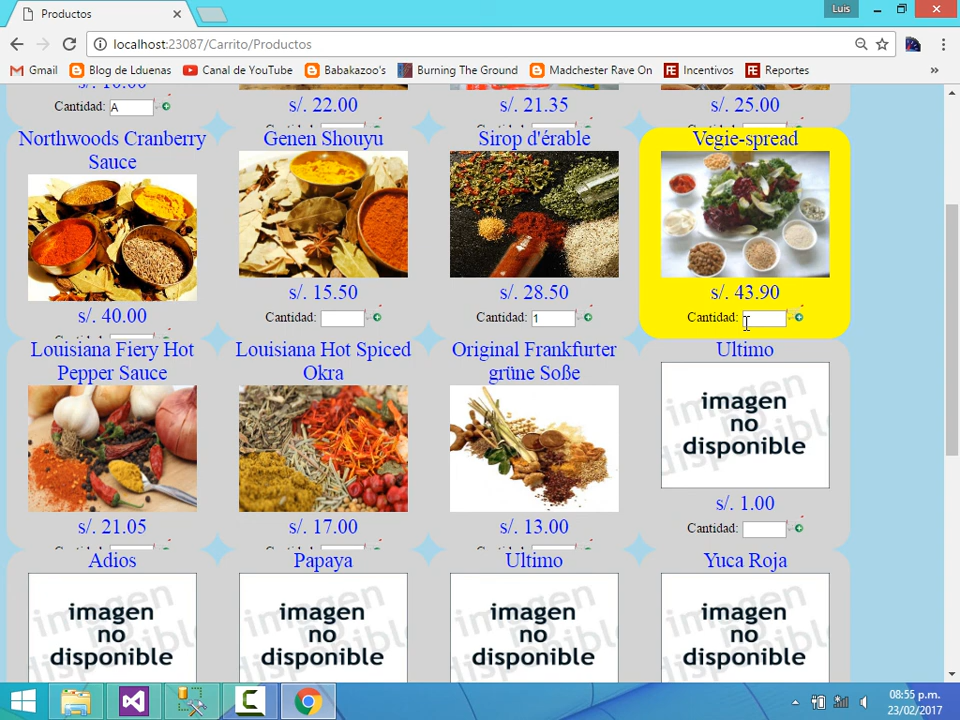 Productos
Luis
localhost:23087/Carrito/Productos
Gmail Blog de Lduenas Canal de YouTube Babakazoo's Burning The Ground Madchester Rave On Incentivos Reportes »
s/. 22.00 s/. 21.35 s/. 25.00
Cantidad: A
Northwoods Cranberry Sauce
s/. 40.00
Genen Shouyu
s/. 15.50
Cantidad:
Sirop d'érable
s/. 28.50
Cantidad: 1
Vegie-spread
s/. 43.90
Cantidad:
Louisiana Fiery Hot Pepper Sauce
s/. 21.05
Louisiana Hot Spiced Okra
s/. 17.00
Original Frankfurter grüne Soße
s/. 13.00
Ultimo
imagen
no
disponible
s/. 1.00
Cantidad:
Adios
imagen
no
disponible
Papaya
imagen
no
disponible
Ultimo
imagen
no
disponible
Yuca Roja
imagen
no
disponible
08:55 p.m.
23/02/2017